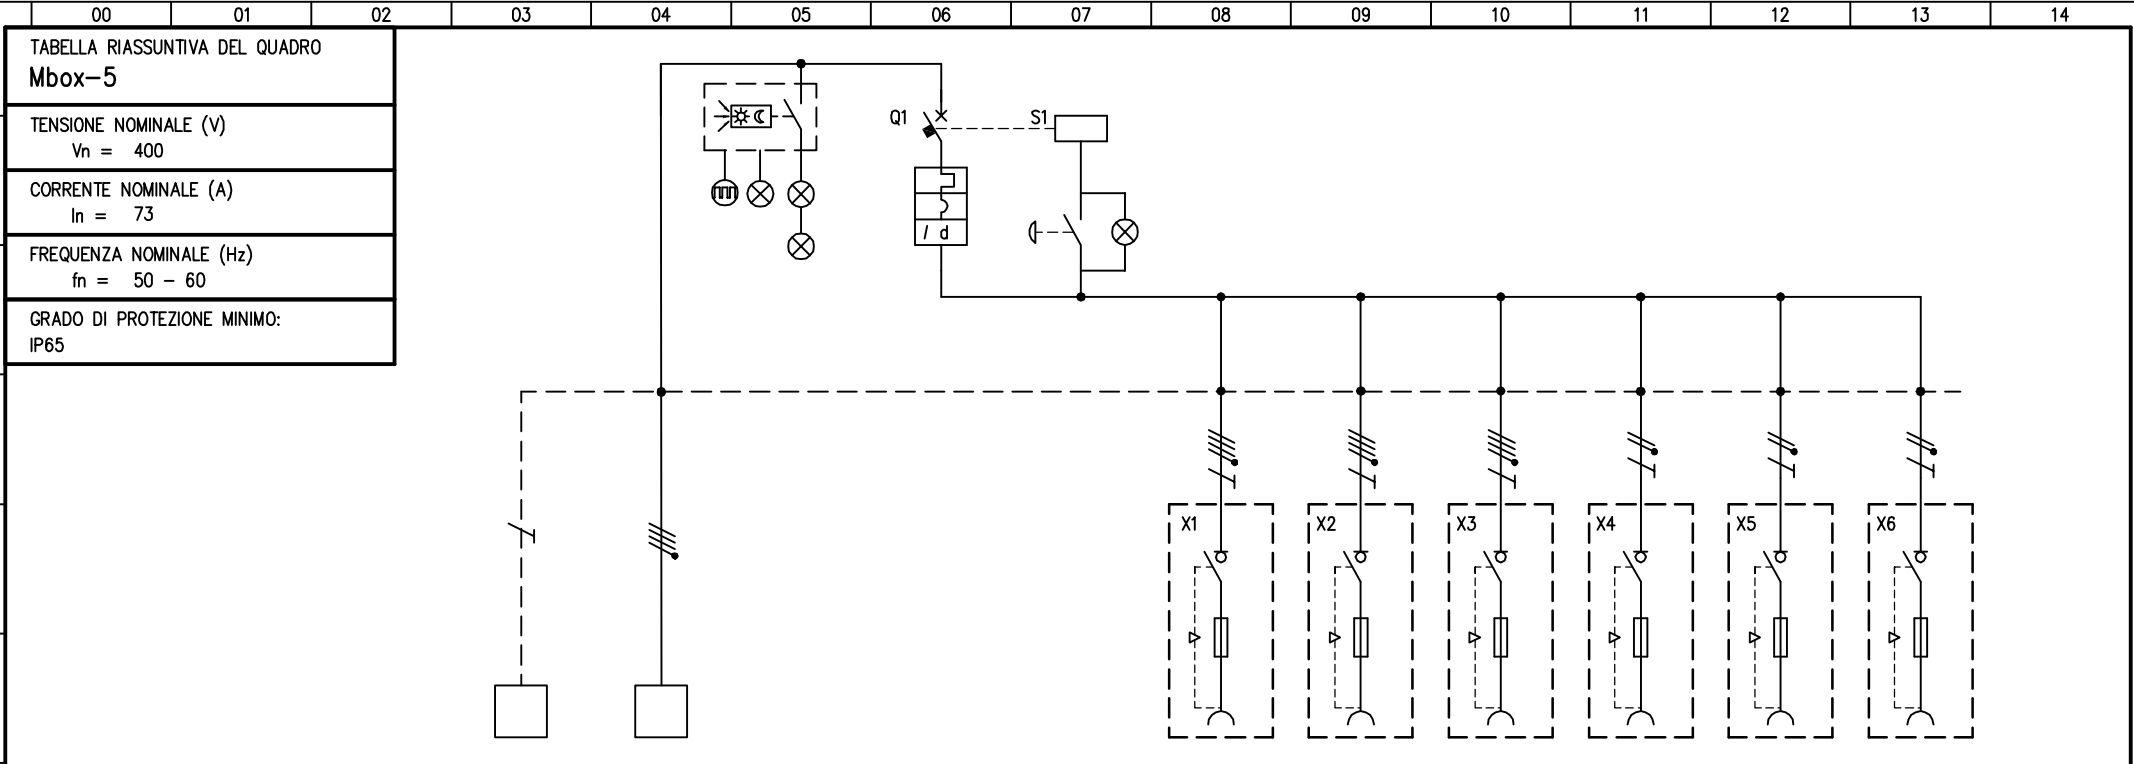 00 01 02 03 04 05 06 07 08 09 10 11 12 13 14
TABELLA RIASSUNTIVA DEL QUADRO
Mbox-5
TENSIONE NOMINALE (V)
Vn = 400
CORRENTE NOMINALE (A)
In = 73
FREQUENZA NOMINALE (Hz)
fn = 50 - 60
GRADO DI PROTEZIONE MINIMO:
IP65
Q1 S1
I d
X1 X2 X3 X4 X5 X6